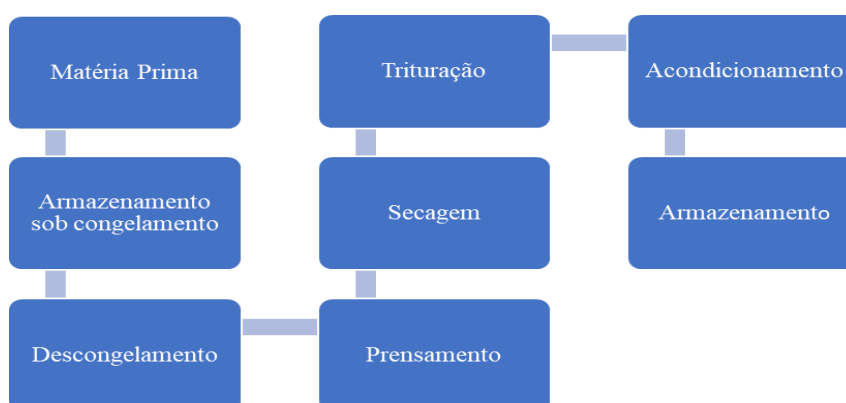 Matéria Prima
Armazenamento
sob congelamento
Descongelamento
Prensamento
Secagem
Trituração
Acondicionamento
Armazenamento